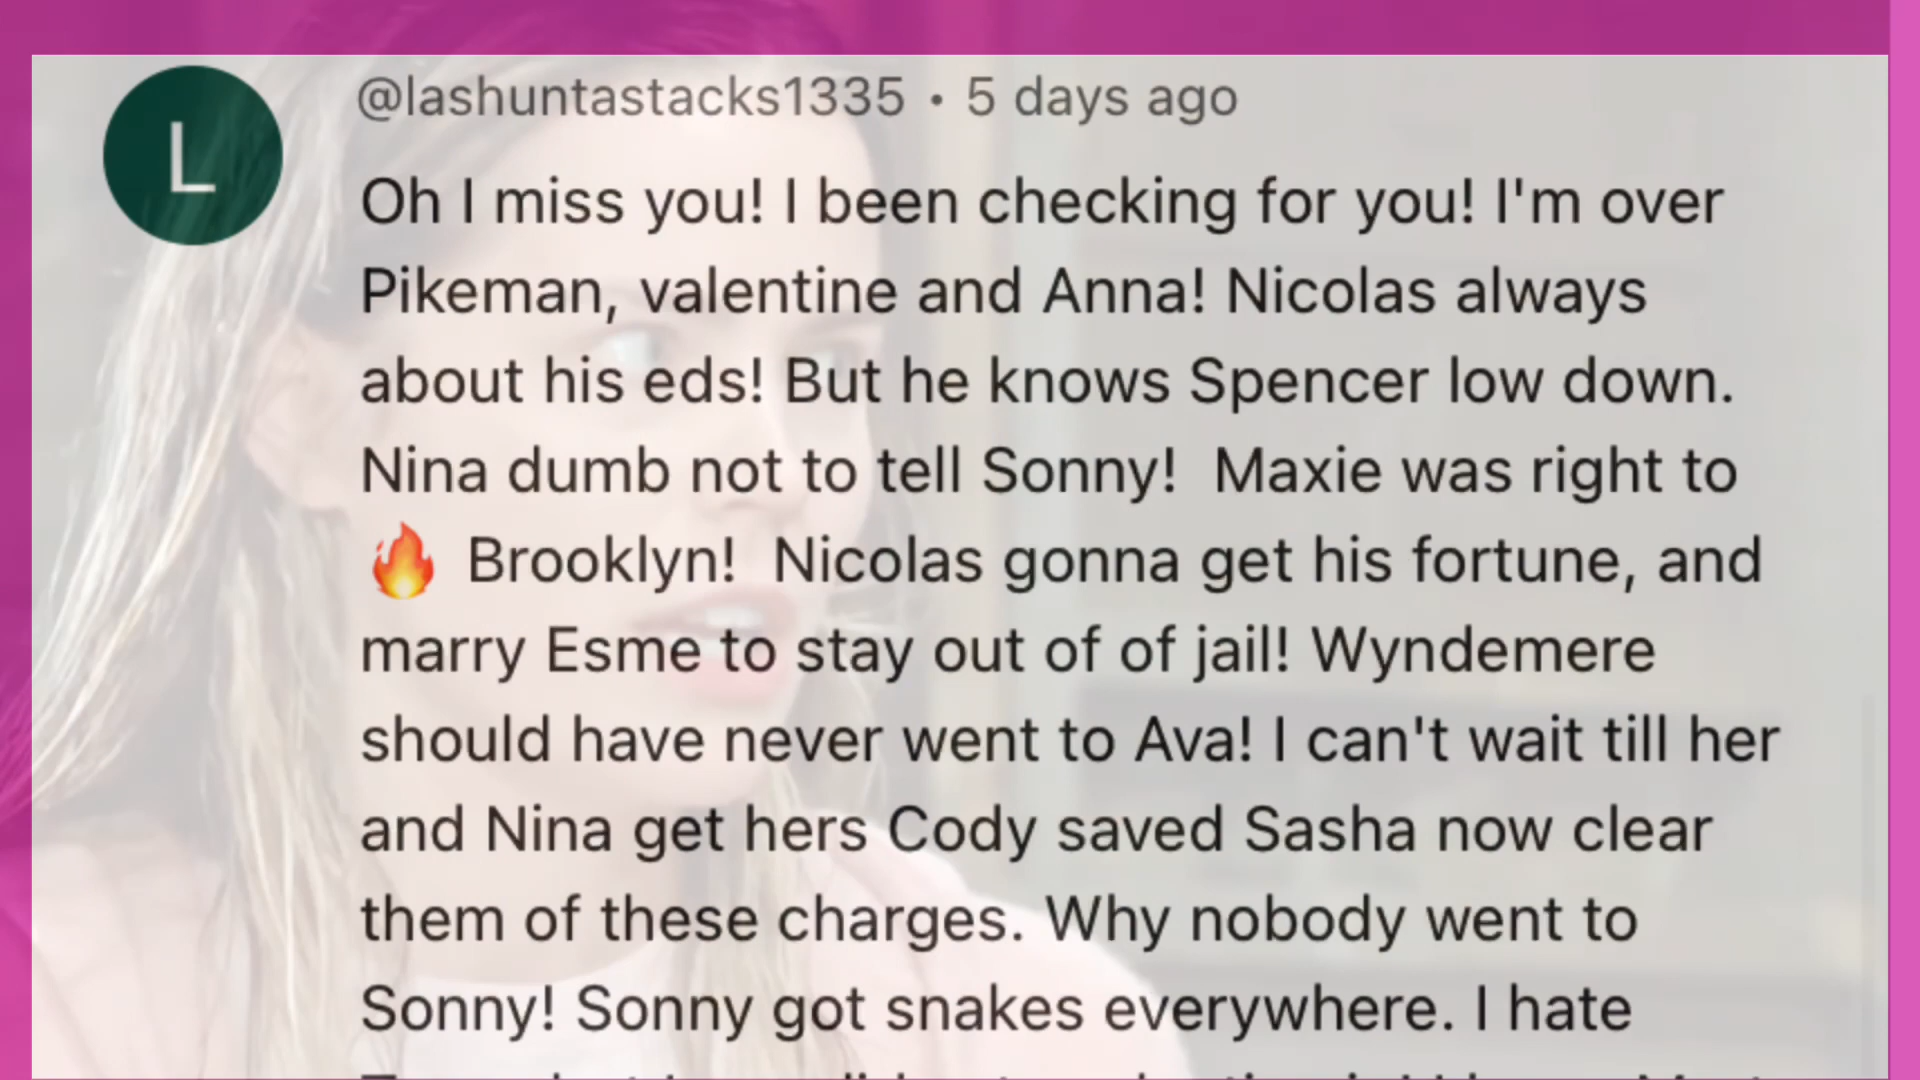 L
@lashuntastacks1335 • 5 days ago
Oh I miss you! I been checking for you! I'm over
Pikeman, valentine and Anna! Nicolas always
about his eds! But he knows Spencer low down.
Nina dumb not to tell Sonny!  Maxie was right to
🔥 Brooklyn!  Nicolas gonna get his fortune, and
marry Esme to stay out of of jail! Wyndemere
should have never went to Ava! I can't wait till her
and Nina get hers Cody saved Sasha now clear
them of these charges. Why nobody went to
Sonny! Sonny got snakes everywhere. I hate